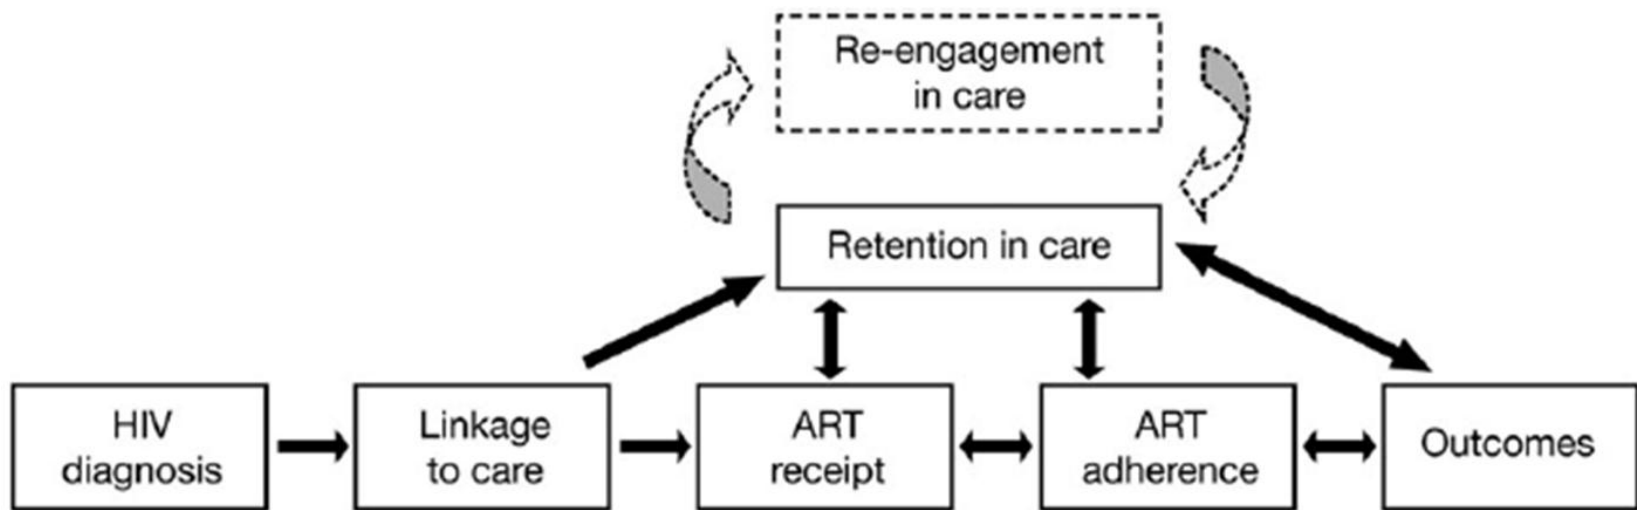 Re-engagement
in care
Retention in care
HIV
diagnosis
Linkage
to care
ART
receipt
ART
adherence
Outcomes